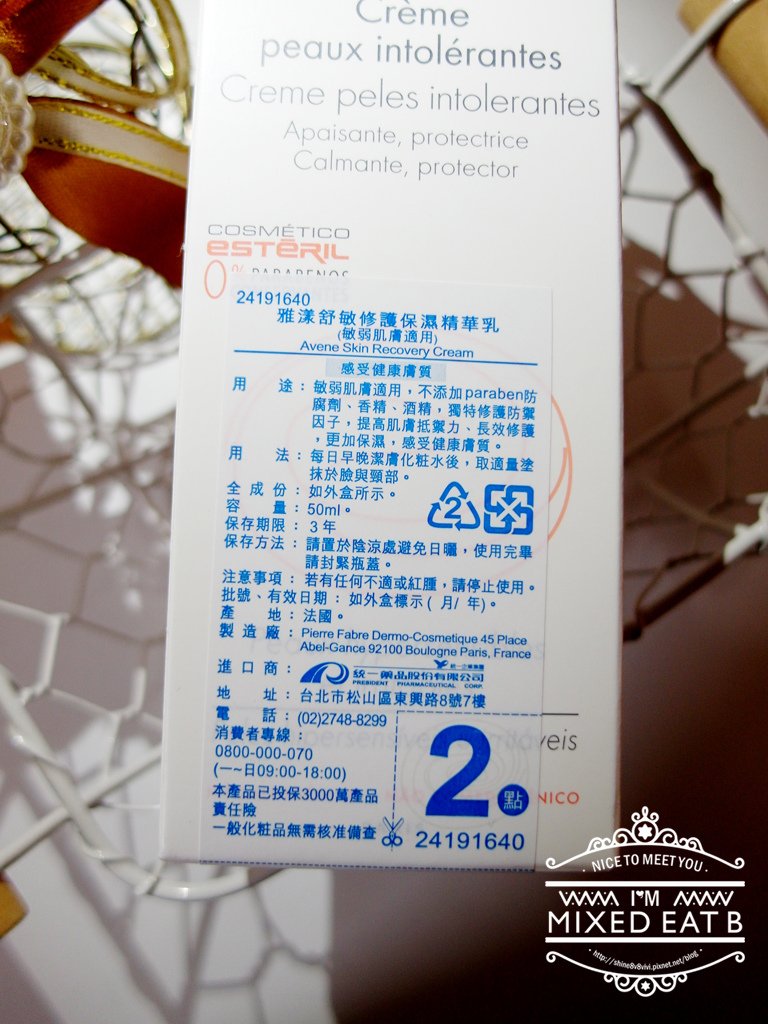 Crème
peaux intolérantes
Creme peles intolerantes
Apaisante, protectrice
Calmante, protector
COSMÉTICO
ESTÉRIL
0% PARABENOS
24191640
雅漾舒敏修護保濕精華乳
(敏弱肌膚適用)
Avene Skin Recovery Cream
感受健康膚質
用 途：敏弱肌膚適用，不添加paraben防
腐劑、香精、酒精，獨特修護防禦
因子，提高肌膚抵禦力、長效修護
，更加保濕，感受健康膚質。
用 法：每日早晚潔膚化粧水後，取適量塗
抹於臉與頸部。
全成份：如外盒所示。
容 量：50ml。
保存期限：3年
保存方法：請置於陰涼處避免日曬，使用完畢
請封緊瓶蓋。
注意事項：若有任何不適或紅腫，請停止使用。
批號、有效日期：如外盒標示(月/年)。
產 地：法國。
製造廠：Pierre Fabre Dermo-Cosmetique 45 Place
Abel-Gance 92100 Boulogne Paris, France
進口商：統一藥品股份有限公司
PRESIDENT PHARMACEUTICAL CORP.
地 址：台北市松山區東興路8號7樓
電 話：(02)2748-8299
消費者專線：
0800-000-070
(一~日09:00-18:00)
本產品已投保3000萬產品
責任險
一般化粧品無需核准備查
2點
24191640
2
veis
NICO
NICE TO MEET YOU
I'M
MIXED EAT B
http://shine8v8vivi.pixnet.net/blog